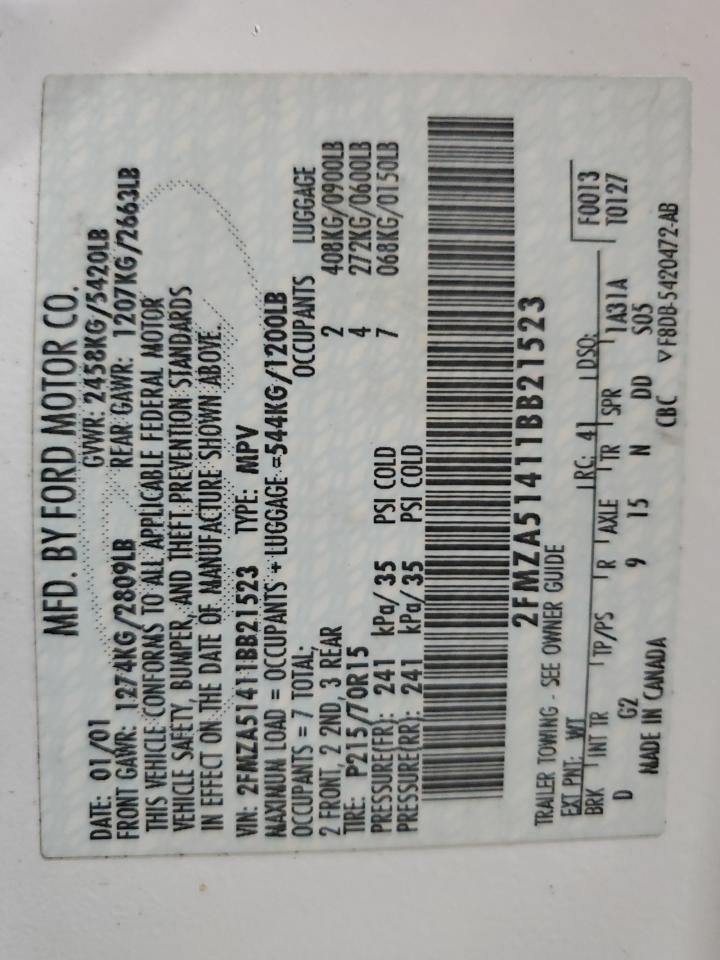 MFD. BY FORD MOTOR CO.
DATE: 01/01 GVWR: 2458KG/5420LB
FRONT GAWR: 1274KG/2809LB REAR GAWR: 1207KG/2663LB
THIS VEHICLE CONFORMS TO ALL APPLICABLE FEDERAL MOTOR
VEHICLE SAFETY, BUMPER, AND THEFT PREVENTION STANDARDS
IN EFFECT ON THE DATE OF MANUFACTURE SHOWN ABOVE.
VIN: 2FMZA51411BB21523 TYPE: MPV
MAXIMUM LOAD = OCCUPANTS + LUGGAGE =544KG/1200LB
OCCUPANTS = 7 TOTAL; OCCUPANTS LUGGAGE
2 FRONT, 2 2ND, 3 REAR 2 408KG/0900LB
TIRE: P215/70R15 4 272KG/0600LB
PRESSURE(FR): 241 kPa/ 35 PSI COLD 7 068KG/0150LB
PRESSURE(RR): 241 kPa/ 35 PSI COLD
2FMZA51411BB21523
TRAILER TOWING - SEE OWNER GUIDE
EXT PNT: WT RC: 41 DSO: F0013
BRK INT TR TP/PS R AXLE TR SPR 1A31A T0127
D G2 9 15 N DD S05
MADE IN CANADA CBC ▽F8DB-5420472-AB